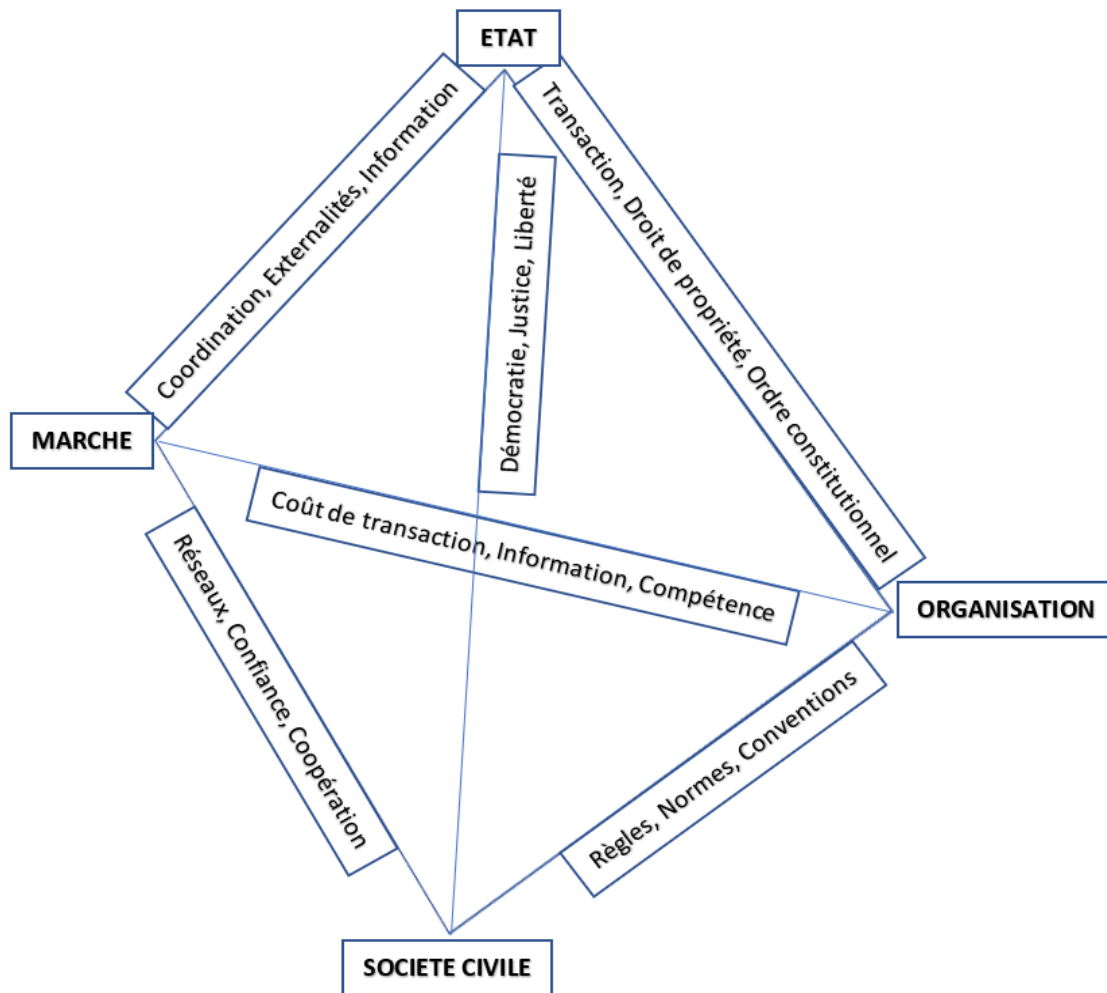 ETAT
Coordination, Externalités, Information
Transaction, Droit de propriété, Ordre constitutionnel
Démocratie, Justice, Liberté
MARCHE
Coût de transaction, Information, Compétence
Réseaux, Confiance, Coopération
ORGANISATION
Règles, Normes, Conventions
SOCIETE CIVILE